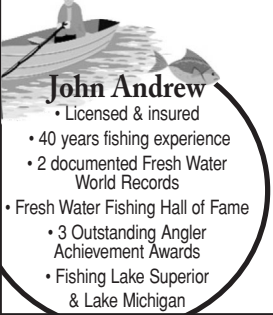 John Andrew
• Licensed & insured
• 40 years fishing experience
• 2 documented Fresh Water
World Records
• Fresh Water Fishing Hall of Fame
• 3 Outstanding Angler
Achievement Awards
• Fishing Lake Superior
& Lake Michigan